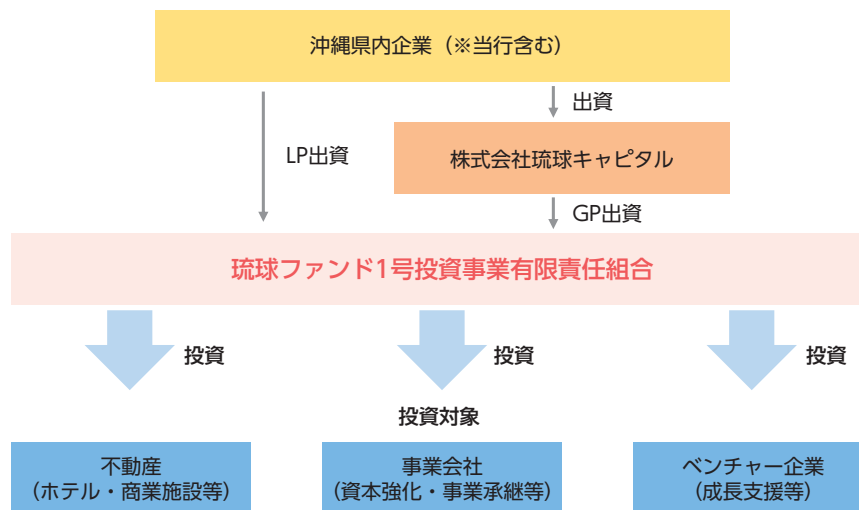 沖縄県内企業（※当行含む）
出資
LP出資
株式会社琉球キャピタル
GP出資
琉球ファンド1号投資事業有限責任組合
投資
投資
投資
投資対象
不動産
（ホテル・商業施設等）
事業会社
（資本強化・事業承継等）
ベンチャー企業
（成長支援等）